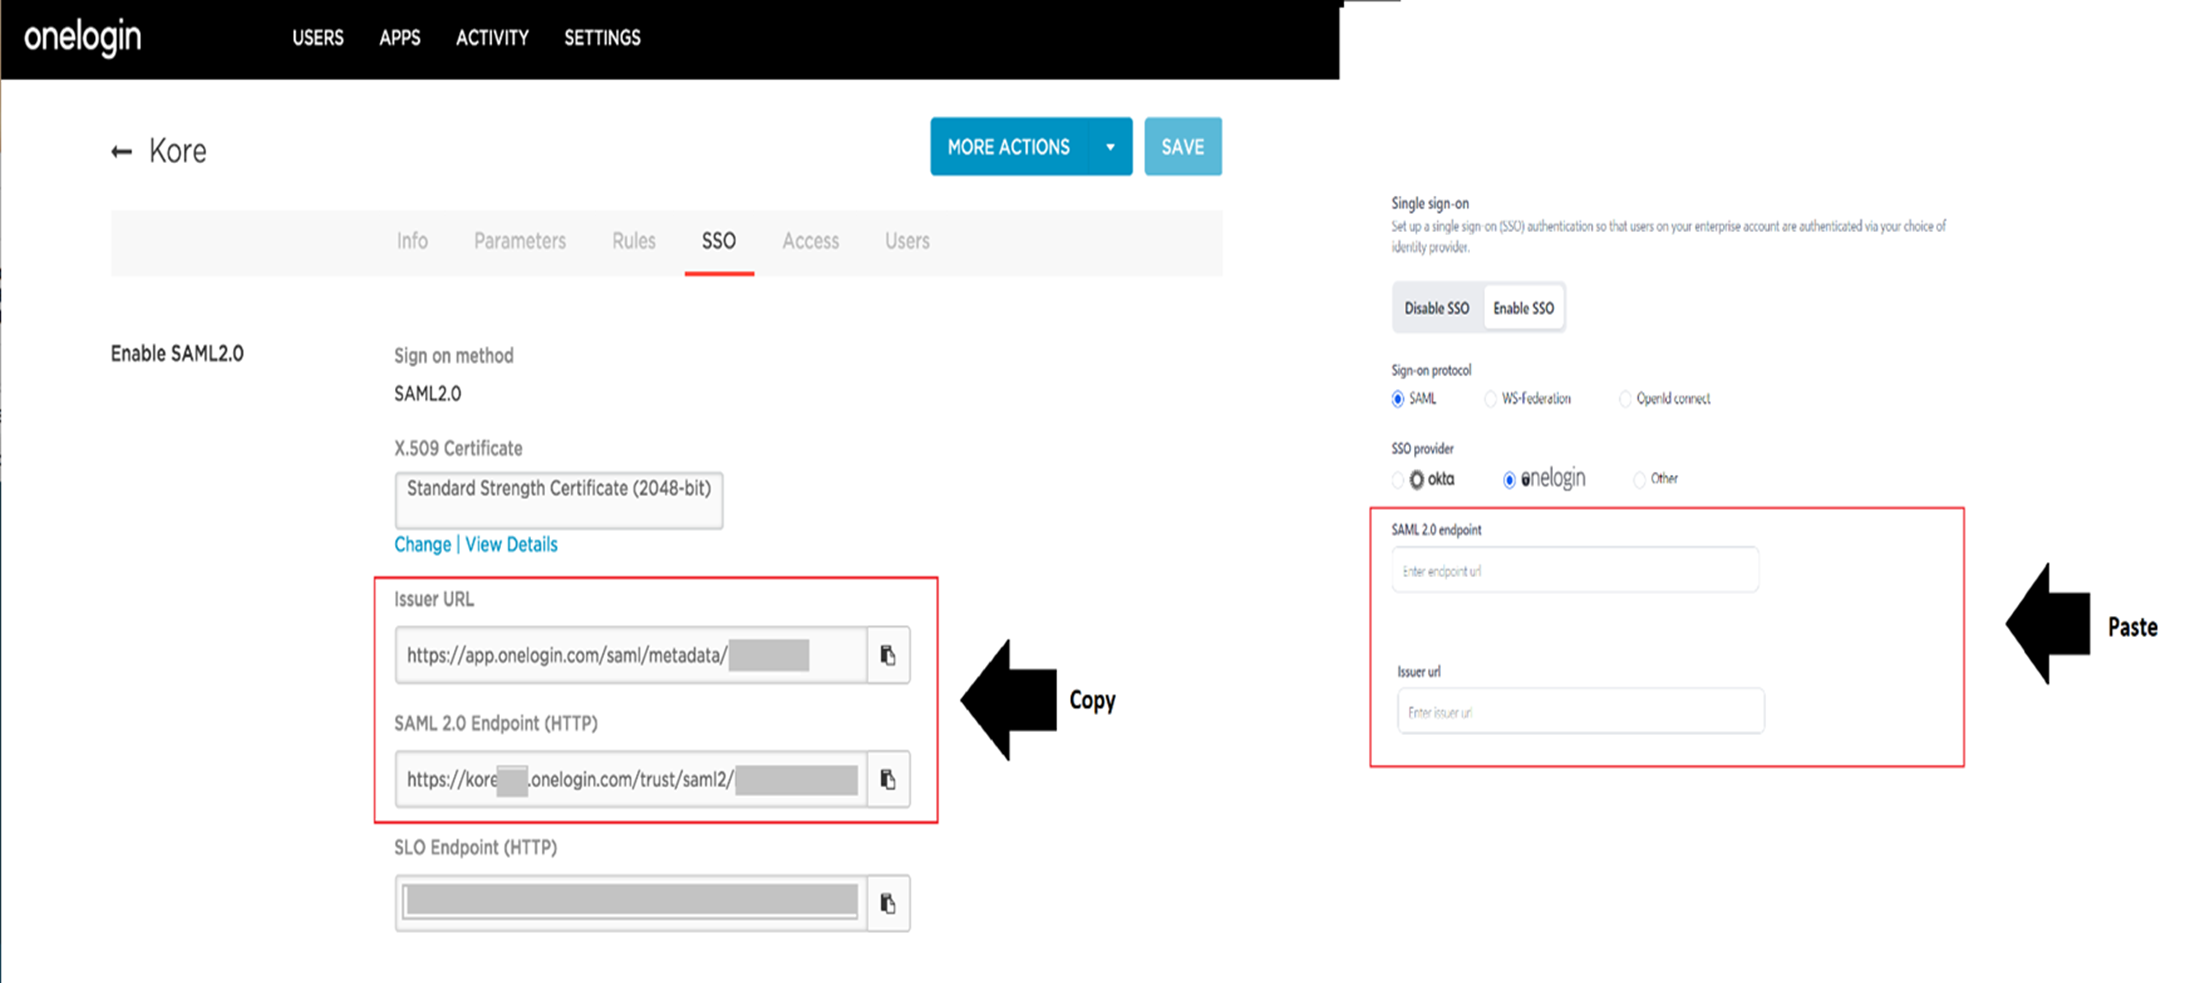 onelogin
USERS APPS ACTIVITY SETTINGS
← Kore
MORE ACTIONS SAVE
Info Parameters Rules SSO Access Users
Enable SAML2.0
Sign on method
SAML2.0
X.509 Certificate
Standard Strength Certificate (2048-bit)
Change | View Details
Issuer URL
https://app.onelogin.com/saml/metadata/
SAML 2.0 Endpoint (HTTP)
https://kore .onelogin.com/trust/saml2/
SLO Endpoint (HTTP)
Copy
Single sign-on
Set up a single sign-on (SSO) authentication so that users on your enterprise account are authenticated via your choice of
identity provider.
Disable SSO Enable SSO
Sign-on protocol
SAML WS-Federation OpenId connect
SSO provider
okta onelogin Other
SAML 2.0 endpoint
Enter endpoint url
Issuer url
Enter issuer url
Paste